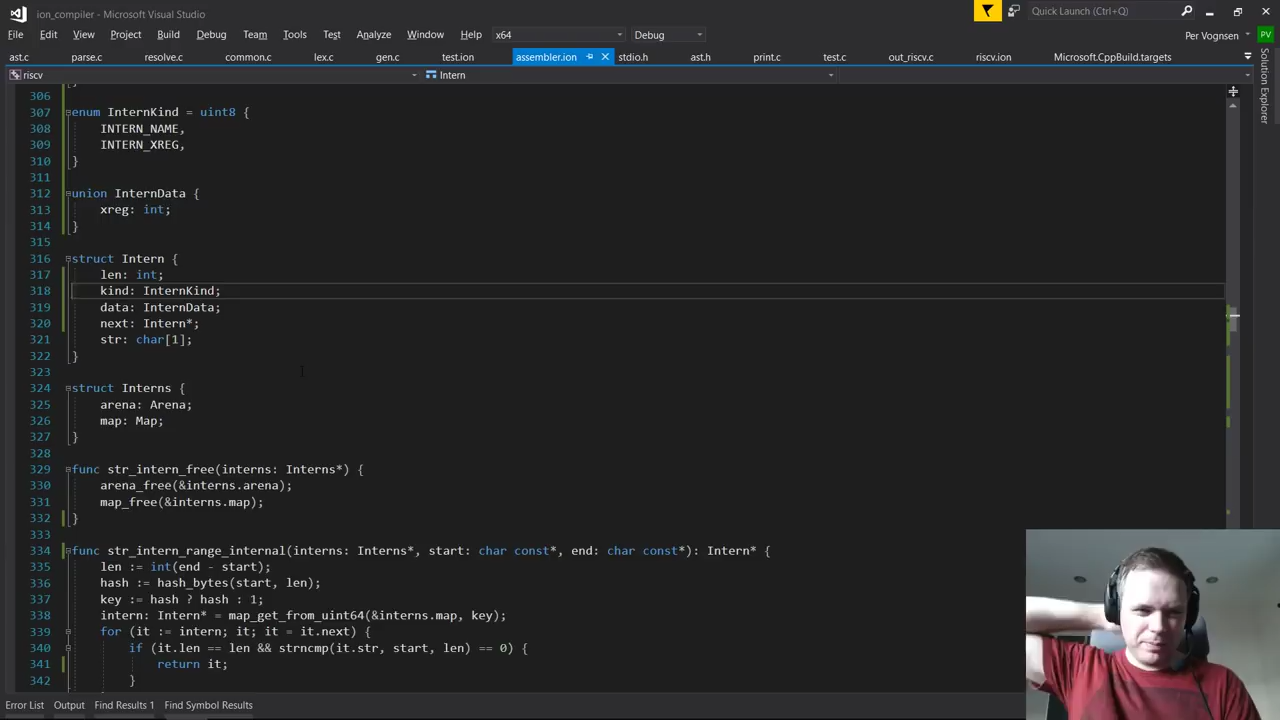 ion_compiler - Microsoft Visual Studio
Quick Launch (Ctrl+Q)
File Edit View Project Build Debug Team Tools Test Analyze Window Help x64 Debug Per Vognsen PV
ast.c parse.c resolve.c common.c lex.c gen.c test.ion assembler.ion stdio.h ast.h print.c test.c out_riscv.c riscv.ion Microsoft.CppBuild.targets
Solution Explorer
riscv Intern
306
307 enum InternKind = uint8 {
308 INTERN_NAME,
309 INTERN_XREG,
310 }
311
312 union InternData {
313 xreg: int;
314 }
315
316 struct Intern {
317 len: int;
318 kind: InternKind;
319 data: InternData;
320 next: Intern*;
321 str: char[1];
322 }
323
324 struct Interns {
325 arena: Arena;
326 map: Map;
327 }
328
329 func str_intern_free(interns: Interns*) {
330 arena_free(&interns.arena);
331 map_free(&interns.map);
332 }
333
334 func str_intern_range_internal(interns: Interns*, start: char const*, end: char const*): Intern* {
335 len := int(end - start);
336 hash := hash_bytes(start, len);
337 key := hash ? hash : 1;
338 intern: Intern* = map_get_from_uint64(&interns.map, key);
339 for (it := intern; it; it = it.next) {
340 if (it.len == len && strncmp(it.str, start, len) == 0) {
341 return it;
342 }
Error List Output Find Results 1 Find Symbol Results